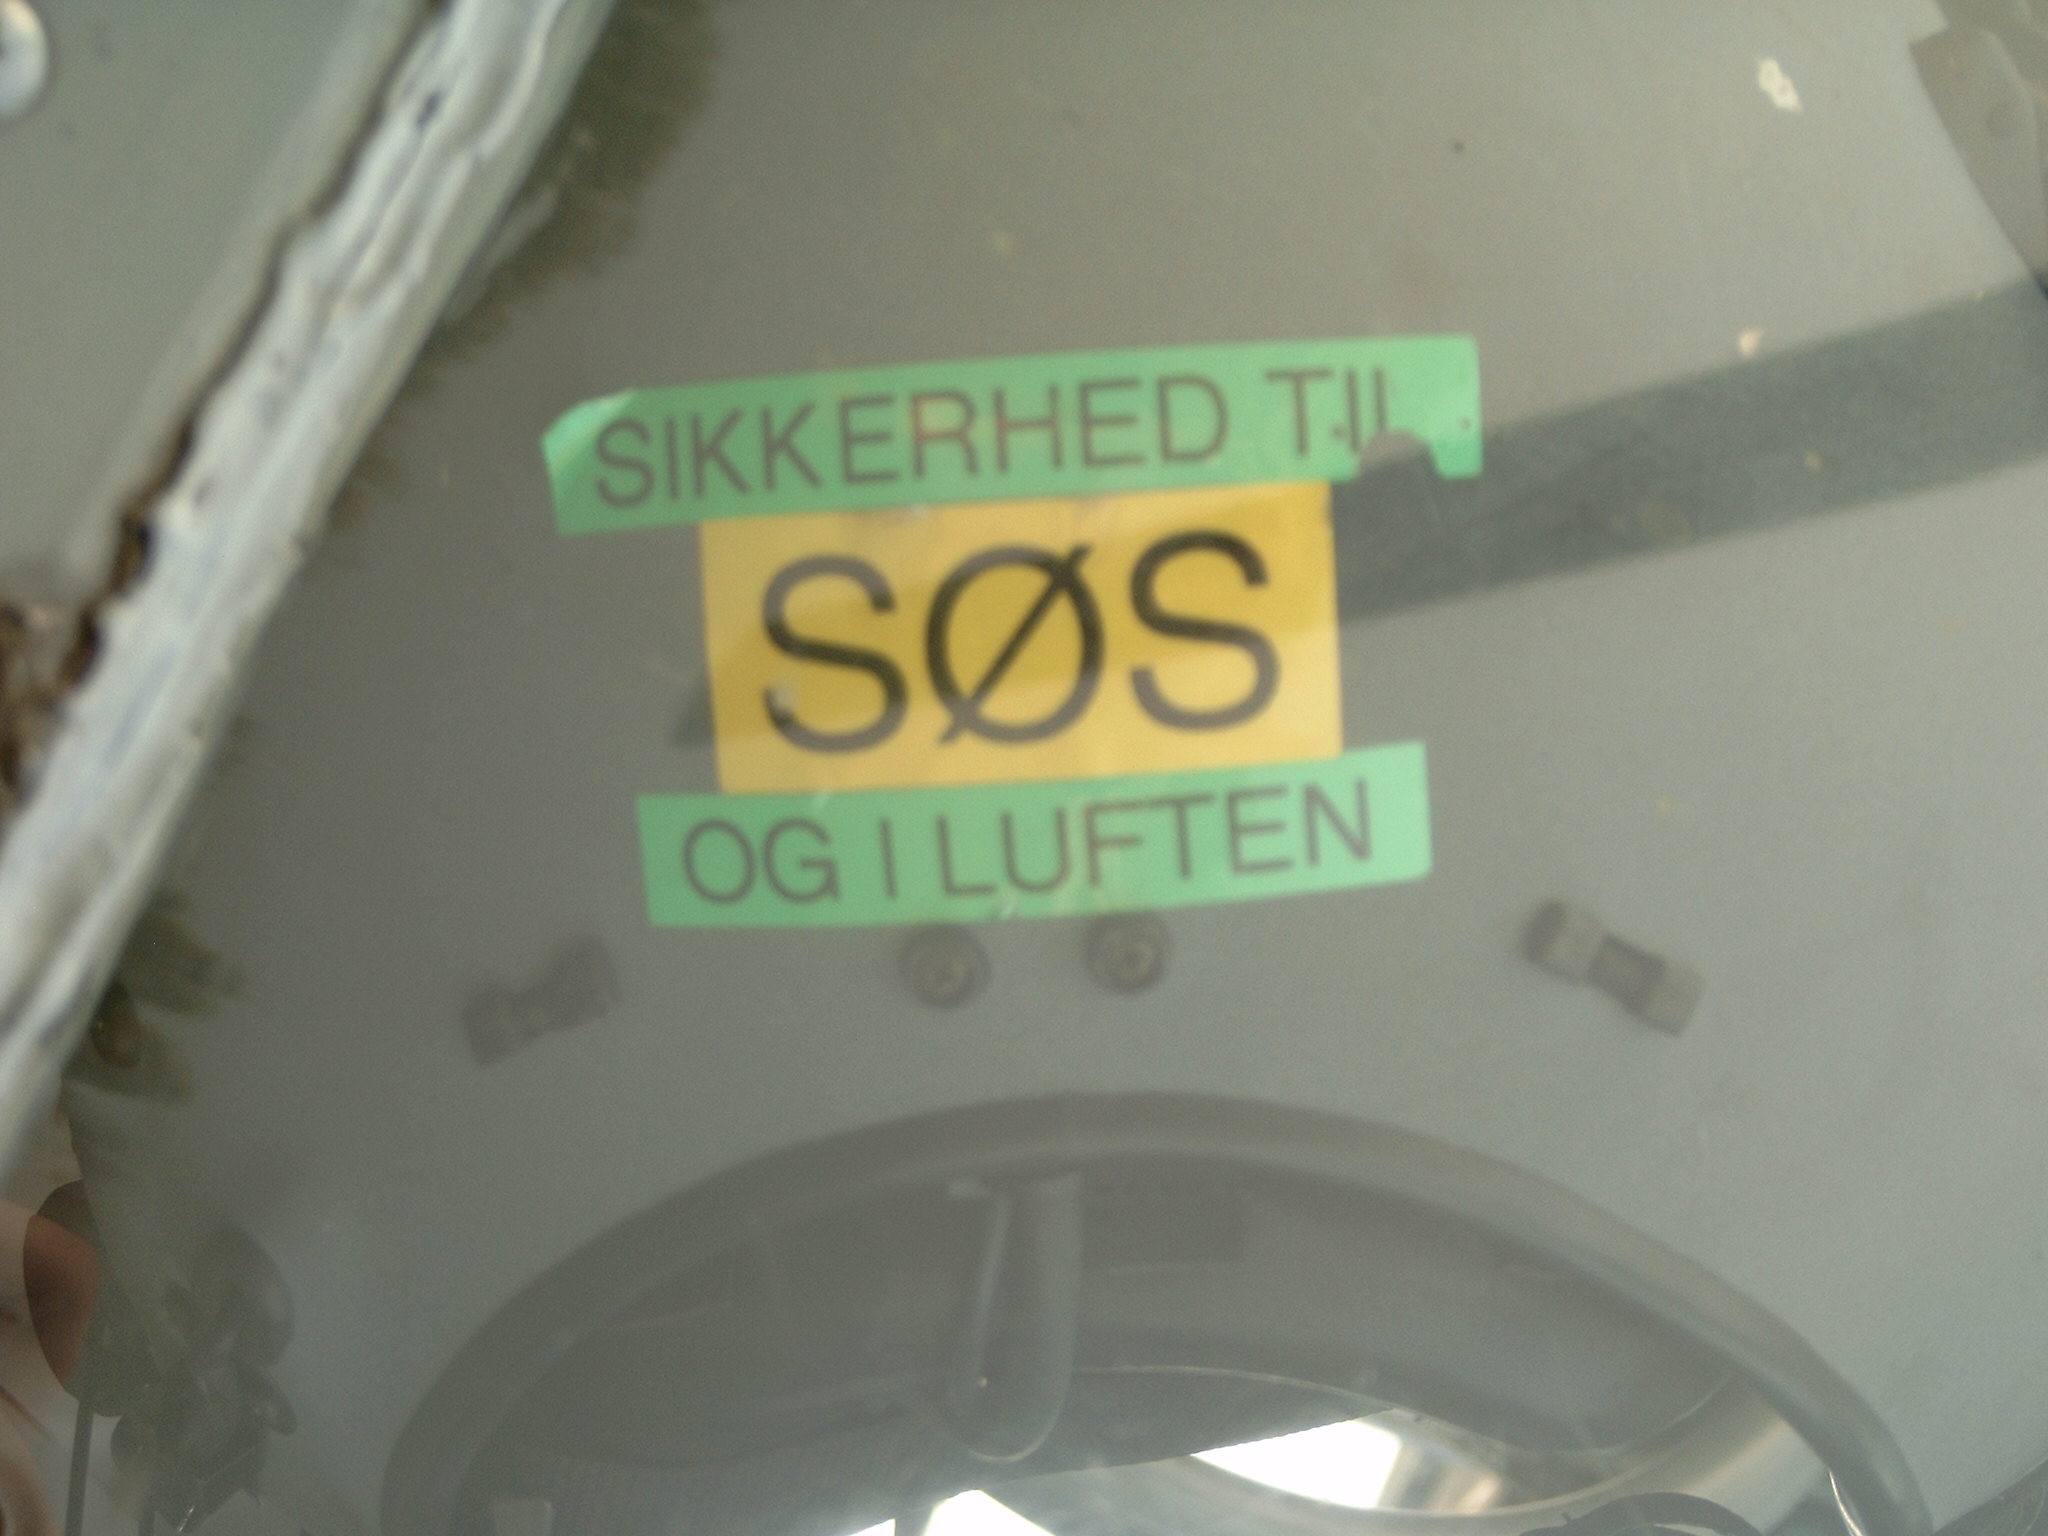 SIKKERHED TIL
SØS
OG I LUFTEN